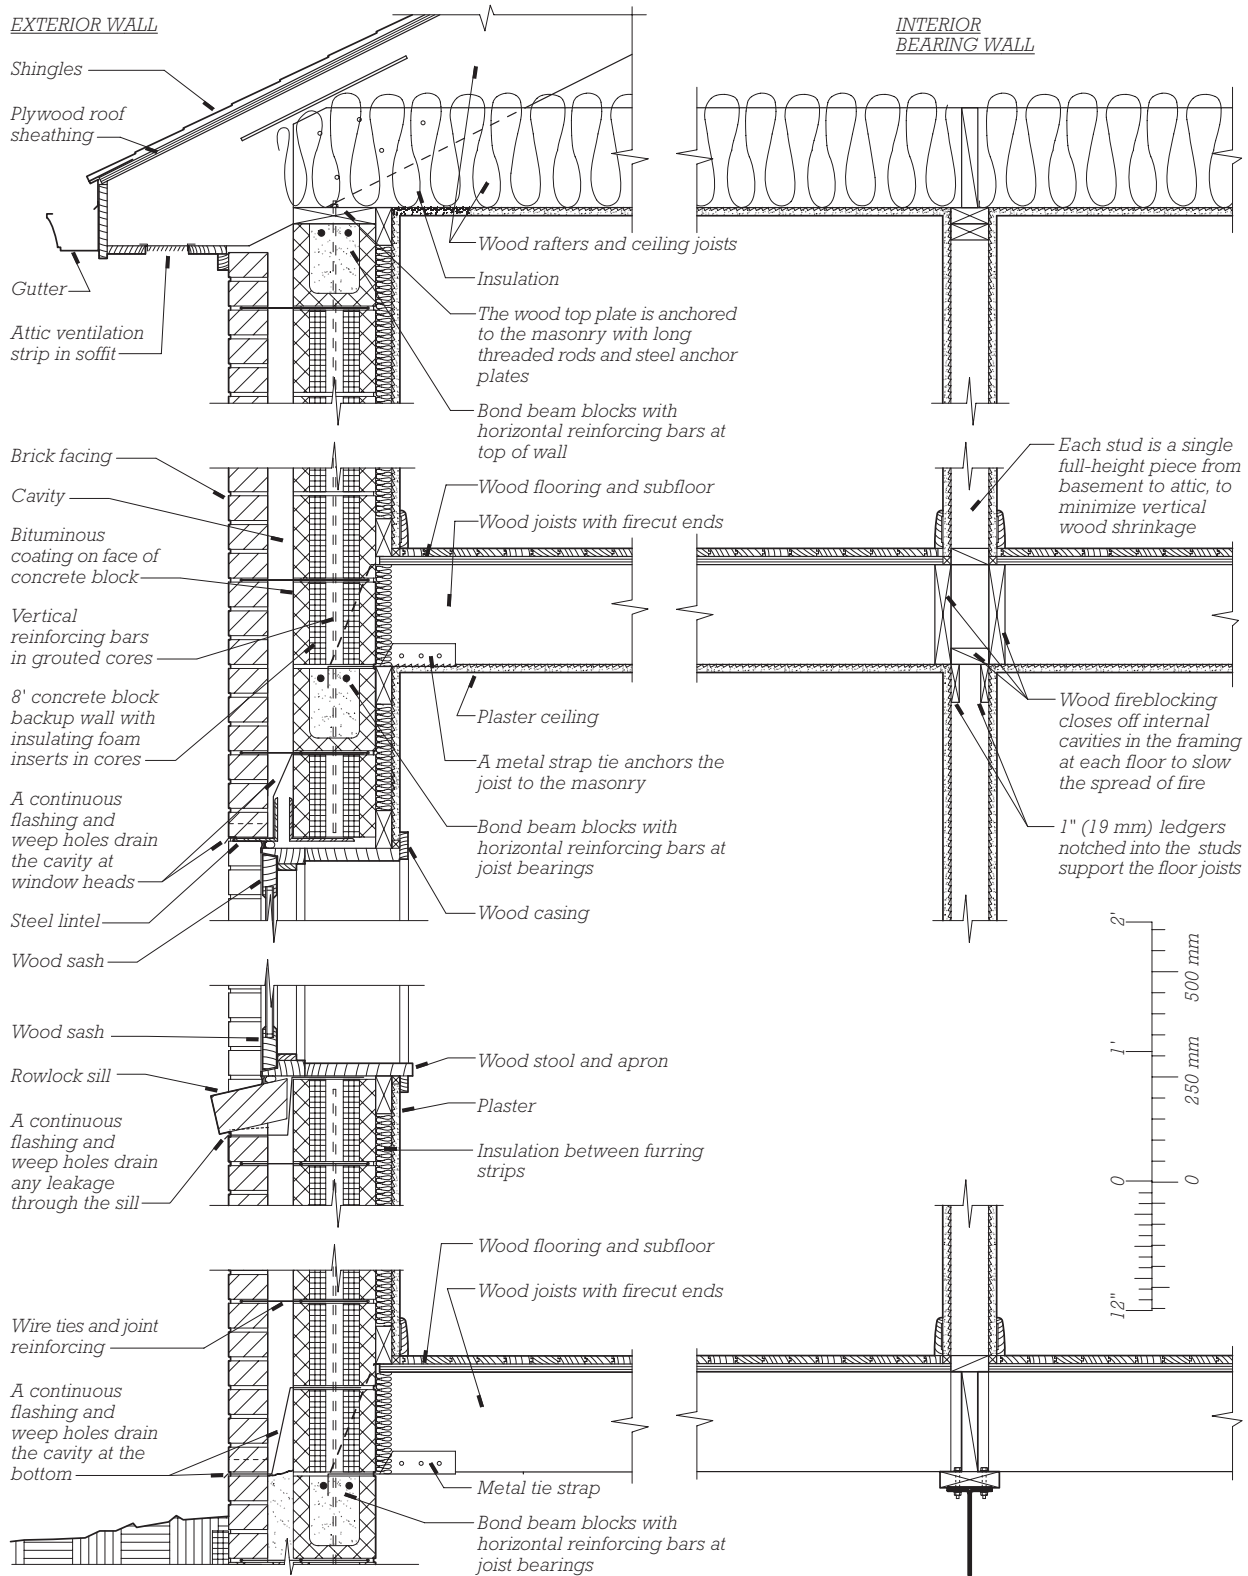 EXTERIOR WALL
Shingles
Plywood roof
sheathing
Gutter
Attic ventilation
strip in soffit
Brick facing
Cavity
Bituminous
coating on face of
concrete block
Vertical
reinforcing bars
in grouted cores
8' concrete block
backup wall with
insulating foam
inserts in cores
A continuous
flashing and
weep holes drain
the cavity at
window heads
Steel lintel
Wood sash
Wood sash
Rowlock sill
A continuous
flashing and
weep holes drain
any leakage
through the sill
Wire ties and joint
reinforcing
A continuous
flashing and
weep holes drain
the cavity at the
bottom
Wood rafters and ceiling joists
Insulation
The wood top plate is anchored
to the masonry with long
threaded rods and steel anchor
plates
Bond beam blocks with
horizontal reinforcing bars at
top of wall
Wood flooring and subfloor
Wood joists with firecut ends
Plaster ceiling
A metal strap tie anchors the
joist to the masonry
Bond beam blocks with
horizontal reinforcing bars at
joist bearings
Wood casing
Wood stool and apron
Plaster
Insulation between furring
strips
Wood flooring and subfloor
Wood joists with firecut ends
Metal tie strap
Bond beam blocks with
horizontal reinforcing bars at
joist bearings
INTERIOR
BEARING WALL
Each stud is a single
full-height piece from
basement to attic, to
minimize vertical
wood shrinkage
Wood fireblocking
closes off internal
cavities in the framing
at each floor to slow
the spread of fire
1" (19 mm) ledgers
notched into the studs
support the floor joists
2'
500 mm
1'
250 mm
0
0
12"